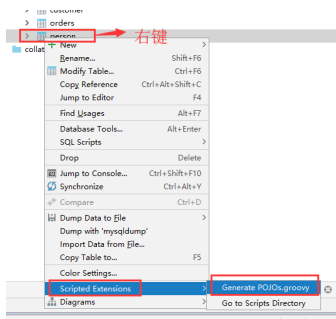 customer
orders
person
右键
collat
New
Rename... Shift+F6
Modify Table... Ctrl+F6
Copy Reference Ctrl+Alt+Shift+C
Jump to Editor F4
Find Usages Alt+F7
Database Tools... Alt+Enter
SQL Scripts
Drop Delete
Jump to Console... Ctrl+Shift+F10
Synchronize Ctrl+Alt+Y
Compare Ctrl+D
Dump Data to File
Dump with 'mysqldump'
Import Data from File...
Copy Table to... F5
Color Settings...
Scripted Extensions
Generate POJOs.groovy
Diagrams
Go to Scripts Directory